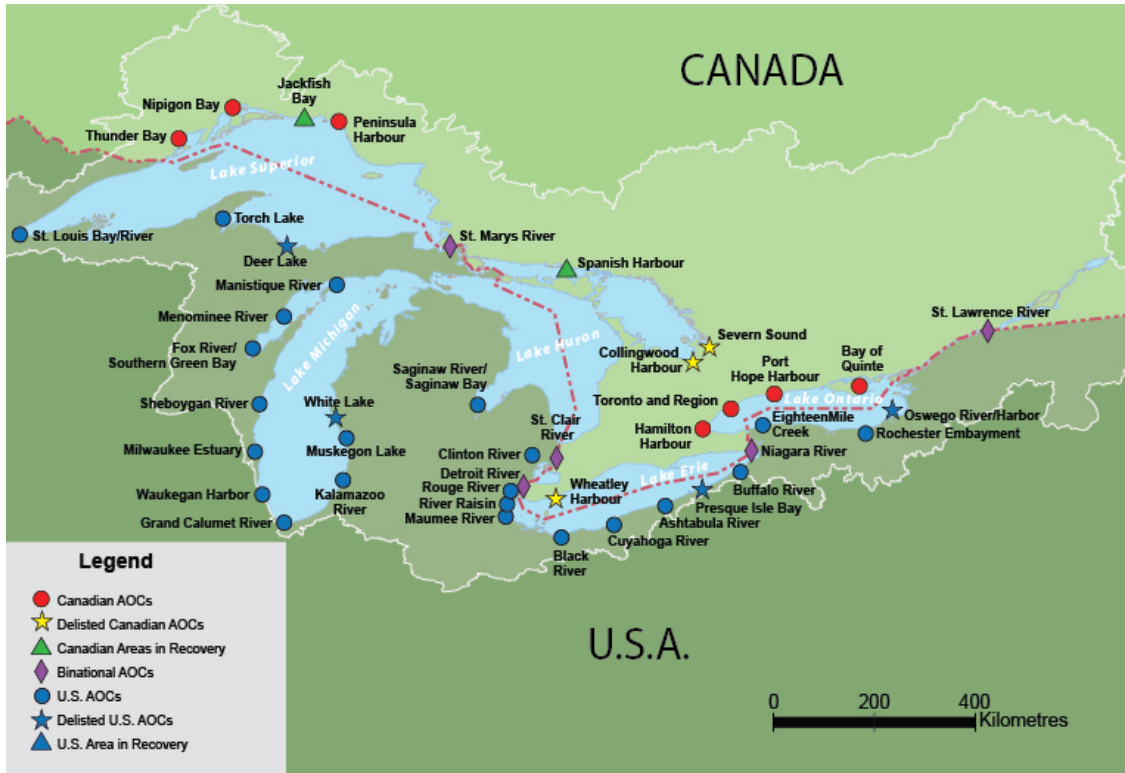 CANADA
Jackfish
Bay
Nipigon Bay
Thunder Bay
Peninsula
Harbour
Lake Superior
Torch Lake
St. Louis Bay/River
Deer Lake
St. Marys River
Spanish Harbour
Manistique River
Menominee River
Fox River/
Southern Green Bay
Lake Michigan
Lake Huron
St. Lawrence River
Severn Sound
Collingwood
Harbour
Port
Hope Harbour
Bay of
Quinte
Saginaw River/
Saginaw Bay
Sheboygan River
White Lake
Toronto and Region
Lake Ontario
Oswego River/Harbor
St. Clair
River
Hamilton
Harbour
EighteenMile
Creek
Rochester Embayment
Milwaukee Estuary
Muskegon Lake
Clinton River
Niagara River
Detroit River
Rouge River
River Raisin
Maumee River
Wheatley
Harbour
Lake Erie
Buffalo River
Presque Isle Bay
Ashtabula River
Cuyahoga River
Black
River
Waukegan Harbor
Kalamazoo
River
Grand Calumet River
U.S.A.
Legend
Canadian AOCs
Delisted Canadian AOCs
Canadian Areas in Recovery
Binational AOCs
U.S. AOCs
Delisted U.S. AOCs
U.S. Area in Recovery
0 200 400
Kilometres